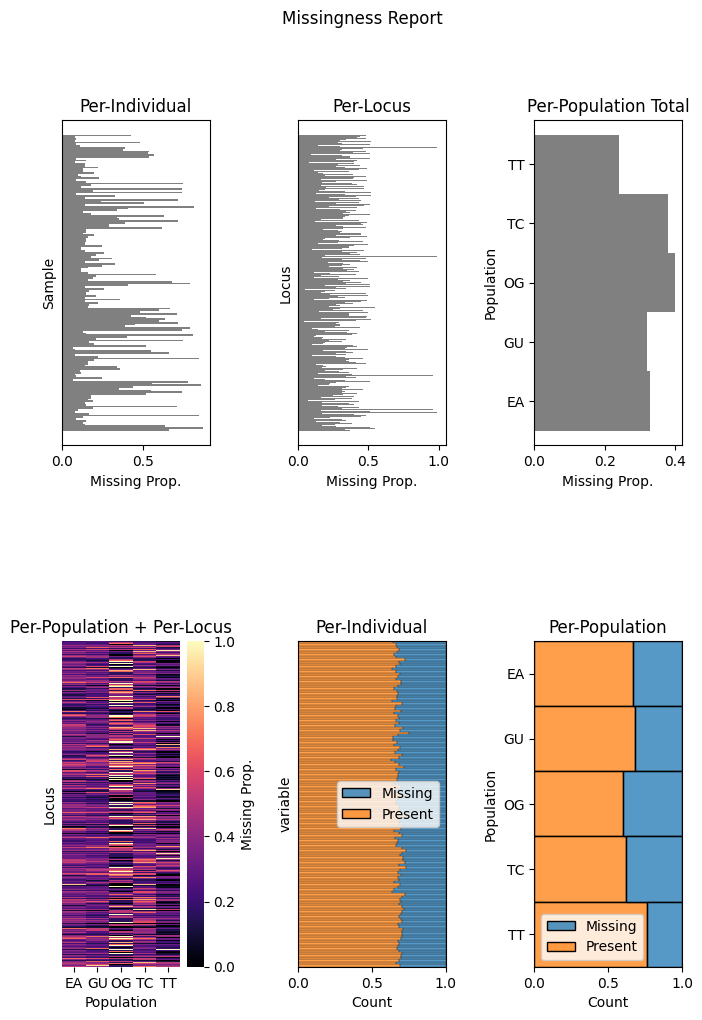 Missingness Report
Per-Individual
Sample
0.0
0.5
Missing Prop.
Per-Locus
Locus
0.0
0.5
1.0
Missing Prop.
Per-Population Total
Population
TT
TC
OG
GU
EA
0.0
0.2
0.4
Missing Prop.
Per-Population + Per-Locus
Locus
EA GU OG TC TT
Population
1.0
0.8
0.6
0.4
0.2
0.0
Missing Prop.
Per-Individual
variable
Missing
Present
0.0
0.5
1.0
Count
Per-Population
Population
EA
GU
OG
TC
TT
Missing
Present
0.0
0.5
1.0
Count